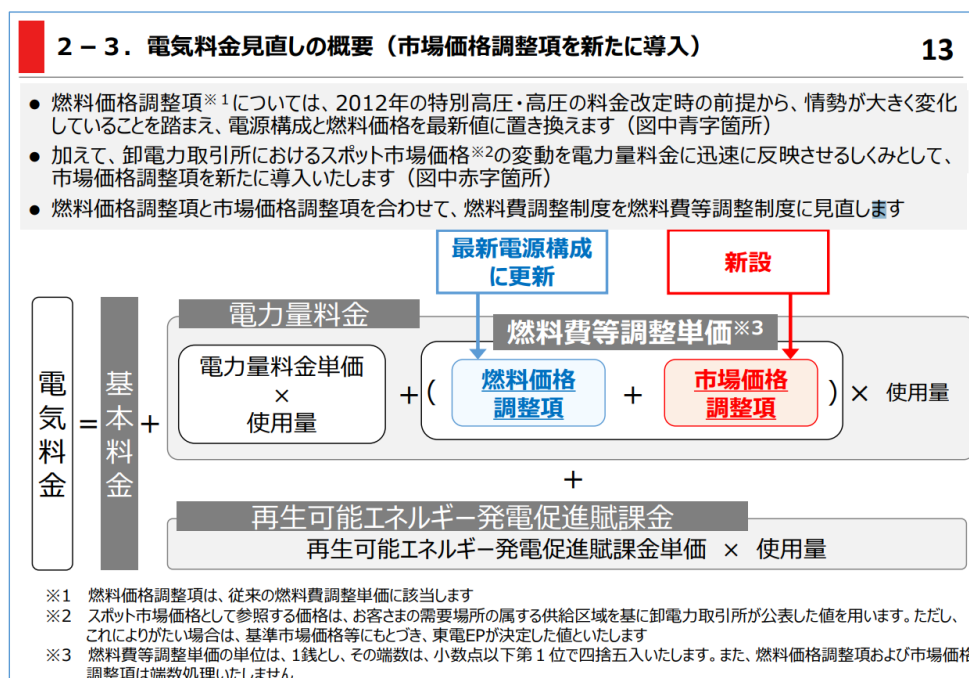 2-3．電気料金見直しの概要（市場価格調整項を新たに導入）
13
● 燃料価格調整項※1については、2012年の特別高圧・高圧の料金改定時の前提から、情勢が大きく変化
していることを踏まえ、電源構成と燃料価格を最新値に置き換えます（図中青字箇所）
● 加えて、卸電力取引所におけるスポット市場価格※2の変動を電力量料金に迅速に反映させるしくみとして、
市場価格調整項を新たに導入いたします（図中赤字箇所）
● 燃料価格調整項と市場価格調整項を合わせて、燃料費調整制度を燃料費等調整制度に見直します
最新電源構成
に更新
新設
電力量料金
燃料費等調整単価※3
電気料金
=
基本料金
+
電力量料金単価
×
使用量
+
(
燃料価格
調整項
+
市場価格
調整項
)
× 使用量
+
再生可能エネルギー発電促進賦課金
再生可能エネルギー発電促進賦課金単価 × 使用量
※1 燃料価格調整項は、従来の燃料費調整単価に該当します
※2 スポット市場価格として参照する価格は、お客さまの需要場所の属する供給区域を基に卸電力取引所が公表した値を用います。ただし、
これによりがたい場合は、基準市場価格等にもとづき、東電EPが決定した値といたします
※3 燃料費等調整単価の単位は、1銭とし、その端数は、小数点以下第１位で四捨五入いたします。また、燃料価格調整項および市場価格
調整項は端数処理いたしません